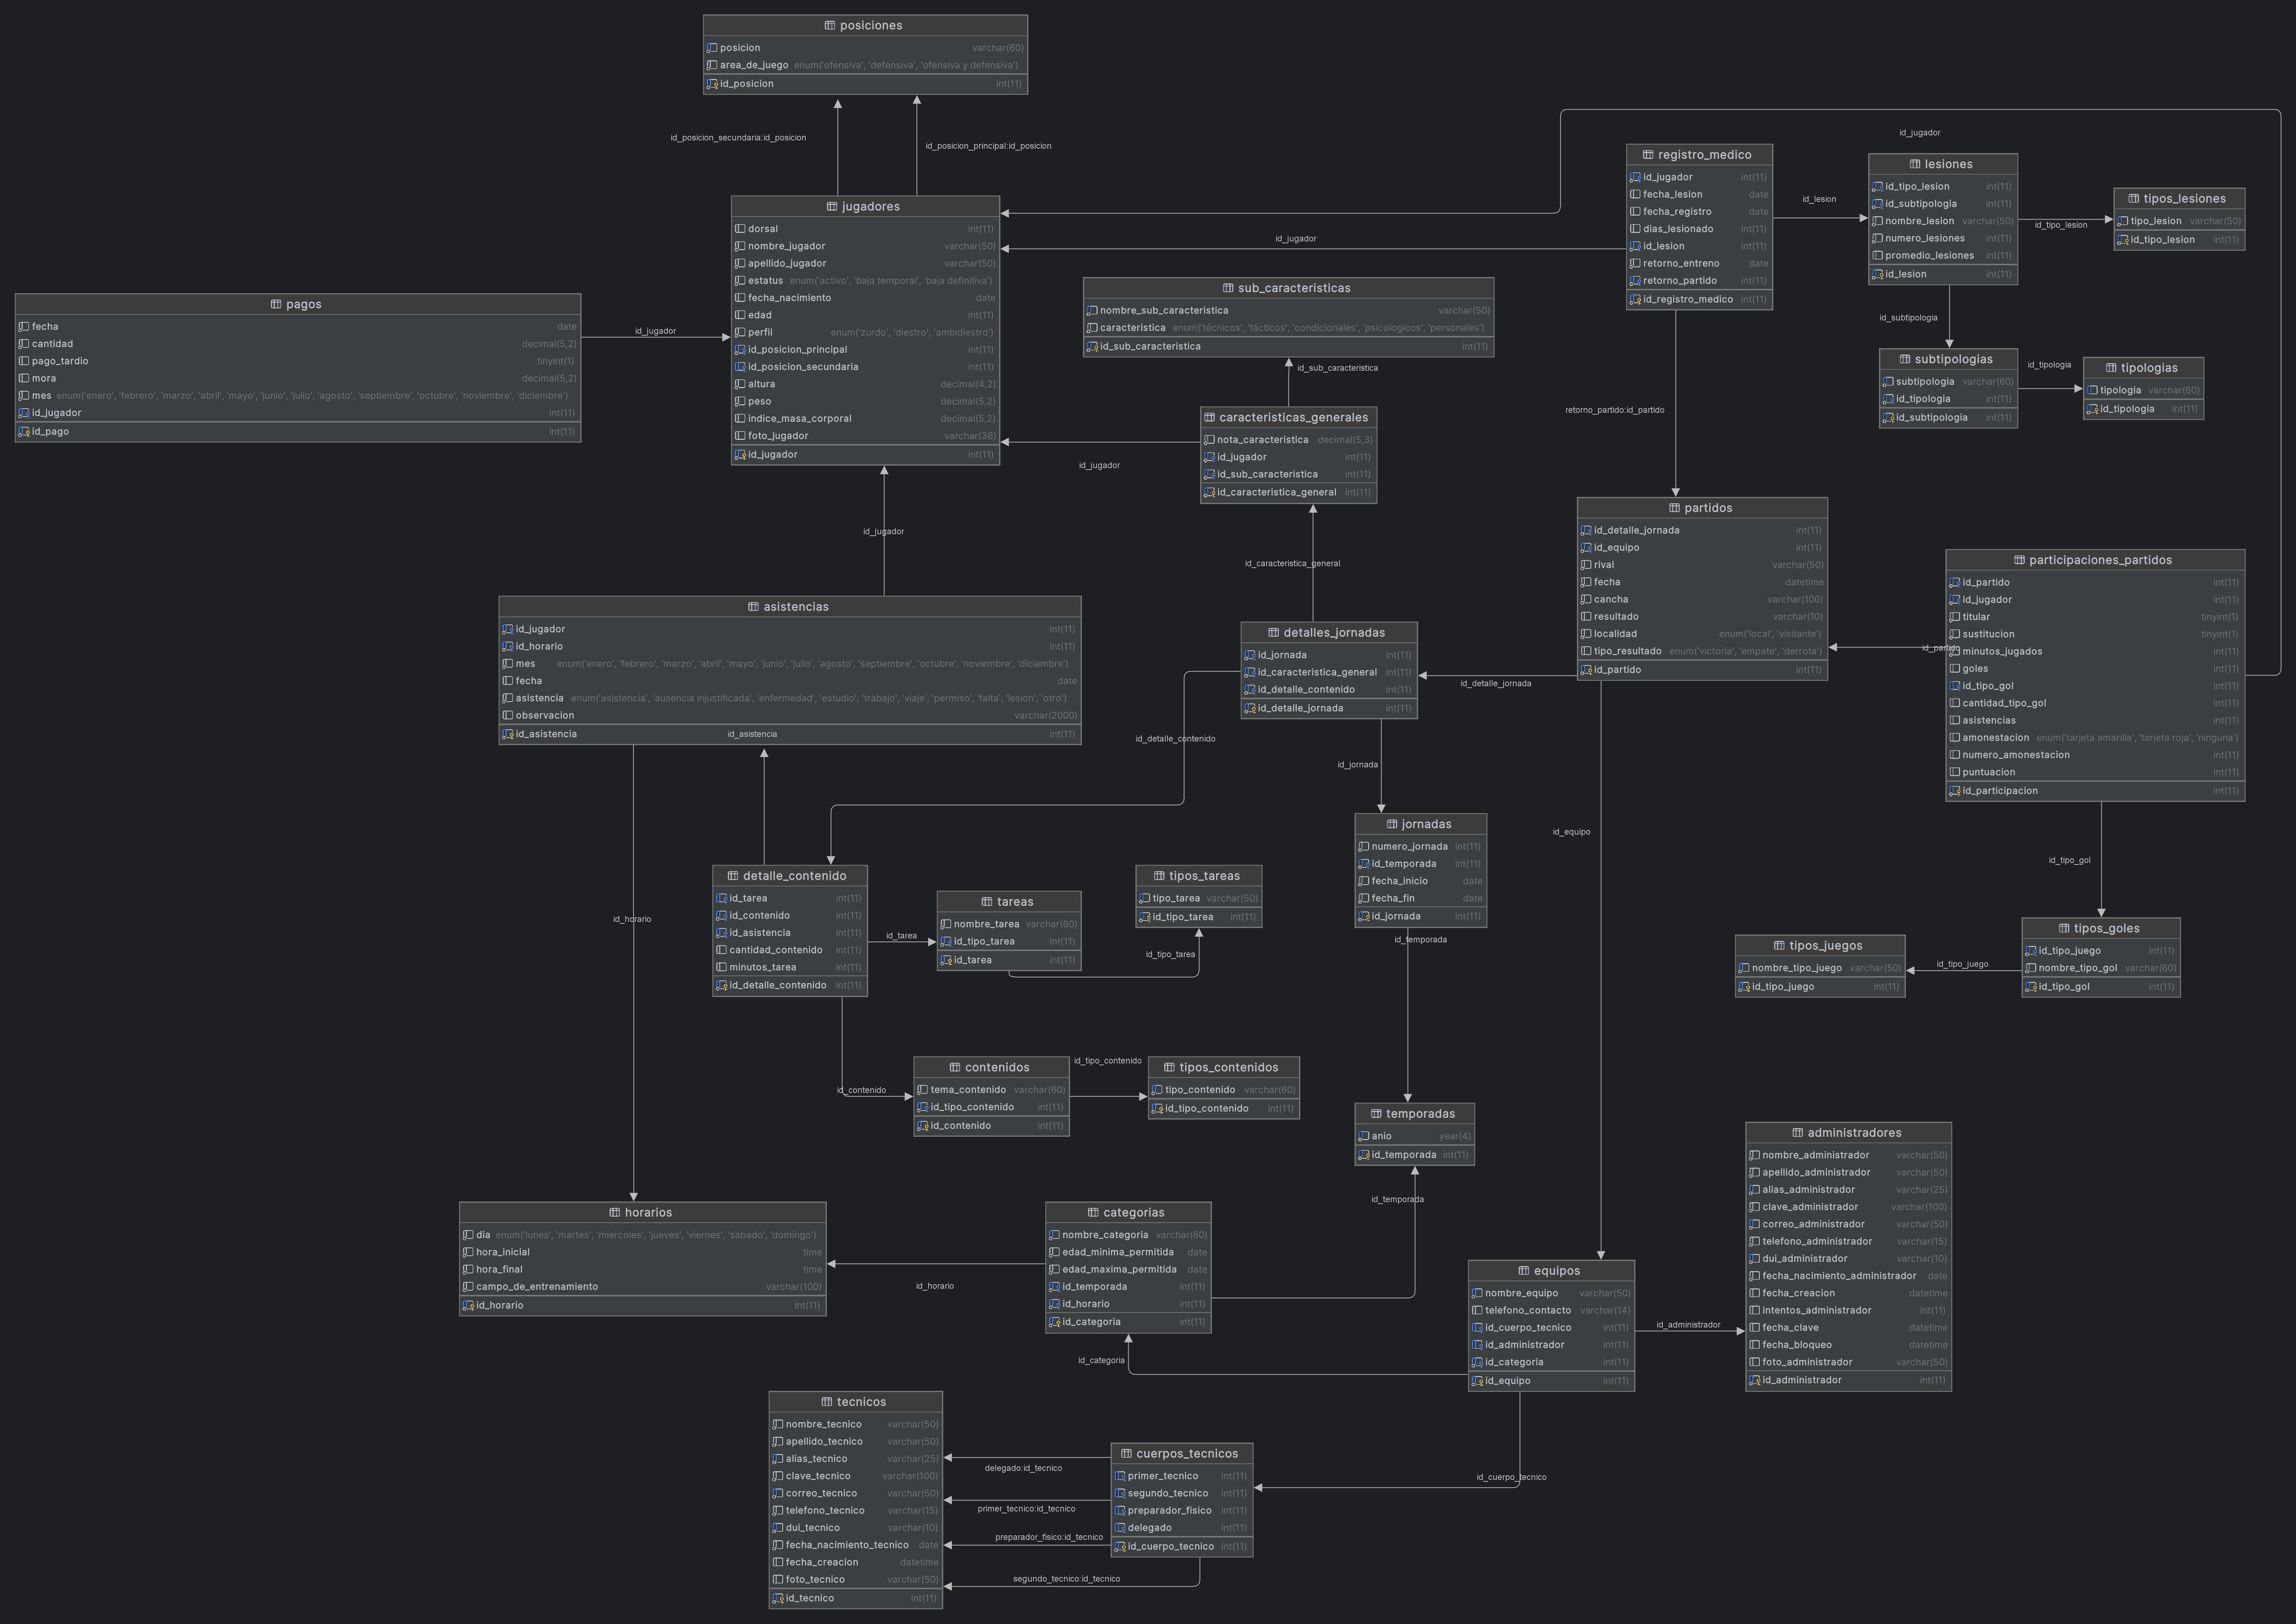 posiciones
posicion varchar(60)
area_de_juego enum('ofensiva', 'defensiva', 'ofensiva y defensiva')
id_posicion int(11)
id_posicion_secundaria:id_posicion
id_posicion_principal:id_posicion
jugadores
dorsal int(11)
nombre_jugador varchar(50)
apellido_jugador varchar(50)
estatus enum('activo', 'baja temporal', 'baja definitiva')
fecha_nacimiento date
edad int(11)
perfil enum('zurdo', 'diestro', 'ambidiestro')
id_posicion_principal int(11)
id_posicion_secundaria int(11)
altura decimal(4,2)
peso decimal(5,2)
indice_masa_corporal decimal(5,2)
foto_jugador varchar(36)
id_jugador int(11)
pagos
fecha date
cantidad decimal(5,2)
pago_tardio tinyint(1)
mora decimal(5,2)
mes enum('enero', 'febrero', 'marzo', 'abril', 'mayo', 'junio', 'julio', 'agosto', 'septiembre', 'octubre', 'noviembre', 'diciembre')
id_jugador int(11)
id_pago int(11)
id_jugador
id_jugador
registro_medico
id_jugador int(11)
fecha_lesion date
fecha_registro date
dias_lesionado int(11)
id_lesion int(11)
retorno_entreno date
retorno_partido int(11)
id_registro_medico int(11)
id_jugador
id_lesion
lesiones
id_tipo_lesion int(11)
id_subtipologia int(11)
nombre_lesion varchar(50)
numero_lesiones int(11)
promedio_lesiones int(11)
id_lesion int(11)
id_tipo_lesion
tipos_lesiones
tipo_lesion varchar(50)
id_tipo_lesion int(11)
id_subtipologia
subtipologias
subtipologia varchar(60)
id_tipologia int(11)
id_subtipologia int(11)
id_tipologia
tipologias
tipologia varchar(60)
id_tipologia int(11)
sub_caracteristicas
nombre_sub_caracteristica varchar(50)
caracteristica enum('técnicos', 'tácticos', 'condicionales', 'psicologicos', 'personales')
id_sub_caracteristica int(11)
id_sub_caracteristica
caracteristicas_generales
nota_caracteristica decimal(5,3)
id_jugador int(11)
id_sub_caracteristica int(11)
id_caracteristica_general int(11)
id_jugador
retorno_partido:id_partido
id_jugador
id_caracteristica_general
partidos
id_detalle_jornada int(11)
id_equipo int(11)
rival varchar(50)
fecha datetime
cancha varchar(100)
resultado varchar(10)
localidad enum('local', 'visitante')
tipo_resultado enum('victoria', 'empate', 'derrota')
id_partido int(11)
id_partido
participaciones_partidos
id_partido int(11)
id_jugador int(11)
titular tinyint(1)
sustitucion tinyint(1)
minutos_jugados int(11)
goles int(11)
id_tipo_gol int(11)
cantidad_tipo_gol int(11)
asistencias int(11)
amonestacion enum('tarjeta amarilla', 'tarjeta roja', 'ninguna')
numero_amonestacion int(11)
puntuacion int(11)
id_participacion int(11)
asistencias
id_jugador int(11)
id_horario int(11)
mes enum('enero', 'febrero', 'marzo', 'abril', 'mayo', 'junio', 'julio', 'agosto', 'septiembre', 'octubre', 'noviembre', 'diciembre')
fecha date
asistencia enum('asistencia', 'ausencia injustificada', 'enfermedad', 'estudio', 'trabajo', 'viaje', 'permiso', 'falta', 'lesion', 'otro')
observacion varchar(2000)
id_asistencia int(11)
id_asistencia
detalles_jornadas
id_jornada int(11)
id_caracteristica_general int(11)
id_detalle_contenido int(11)
id_detalle_jornada int(11)
id_detalle_jornada
id_detalle_contenido
id_jornada
id_equipo
id_tipo_gol
jornadas
numero_jornada int(11)
id_temporada int(11)
fecha_inicio date
fecha_fin date
id_jornada int(11)
id_temporada
detalle_contenido
id_tarea int(11)
id_contenido int(11)
id_asistencia int(11)
cantidad_contenido int(11)
minutos_tarea int(11)
id_detalle_contenido int(11)
id_horario
id_tarea
tareas
nombre_tarea varchar(60)
id_tipo_tarea int(11)
id_tarea int(11)
id_tipo_tarea
tipos_tareas
tipo_tarea varchar(50)
id_tipo_tarea int(11)
tipos_juegos
nombre_tipo_juego varchar(50)
id_tipo_juego int(11)
id_tipo_juego
tipos_goles
id_tipo_juego int(11)
nombre_tipo_gol varchar(60)
id_tipo_gol int(11)
id_contenido
contenidos
tema_contenido varchar(60)
id_tipo_contenido int(11)
id_contenido int(11)
id_tipo_contenido
tipos_contenidos
tipo_contenido varchar(60)
id_tipo_contenido int(11)
temporadas
anio year(4)
id_temporada int(11)
id_temporada
administradores
nombre_administrador varchar(50)
apellido_administrador varchar(50)
alias_administrador varchar(25)
clave_administrador varchar(100)
correo_administrador varchar(50)
telefono_administrador varchar(15)
dui_administrador varchar(10)
fecha_nacimiento_administrador date
fecha_creacion datetime
intentos_administrador int(11)
fecha_clave datetime
fecha_bloqueo datetime
foto_administrador varchar(50)
id_administrador int(11)
horarios
dia enum('lunes', 'martes', 'miercoles', 'jueves', 'viernes', 'sabado', 'domingo')
hora_inicial time
hora_final time
campo_de_entrenamiento varchar(100)
id_horario int(11)
id_horario
categorias
nombre_categoria varchar(80)
edad_minima_permitida date
edad_maxima_permitida date
id_temporada int(11)
id_horario int(11)
id_categoria int(11)
id_categoria
equipos
nombre_equipo varchar(50)
telefono_contacto varchar(14)
id_cuerpo_tecnico int(11)
id_administrador int(11)
id_categoria int(11)
id_equipo int(11)
id_administrador
id_cuerpo_tecnico
tecnicos
nombre_tecnico varchar(50)
apellido_tecnico varchar(50)
alias_tecnico varchar(25)
clave_tecnico varchar(100)
correo_tecnico varchar(50)
telefono_tecnico varchar(15)
dui_tecnico varchar(10)
fecha_nacimiento_tecnico date
fecha_creacion datetime
foto_tecnico varchar(50)
id_tecnico int(11)
delegado:id_tecnico
primer_tecnico:id_tecnico
preparador_fisico:id_tecnico
segundo_tecnico:id_tecnico
cuerpos_tecnicos
primer_tecnico int(11)
segundo_tecnico int(11)
preparador_fisico int(11)
delegado int(11)
id_cuerpo_tecnico int(11)